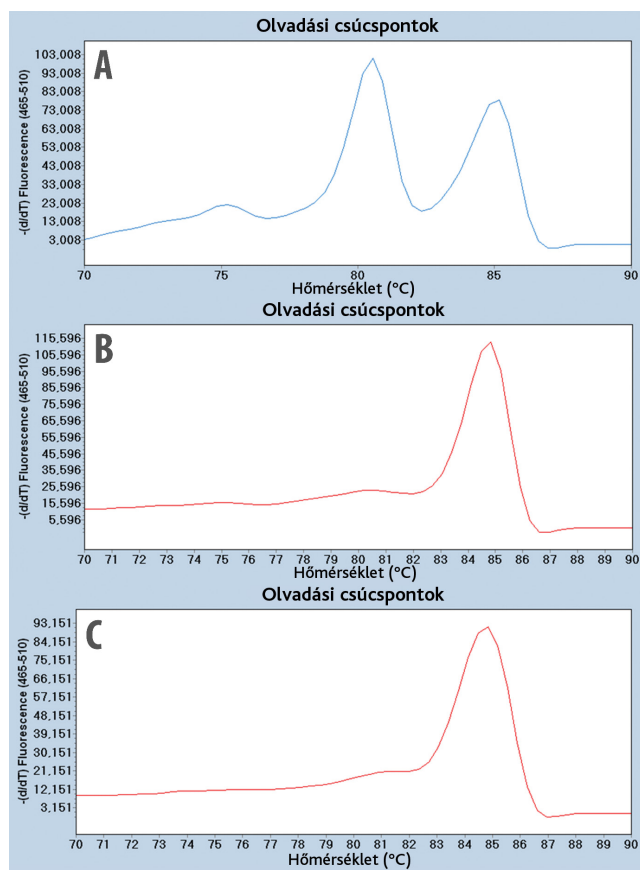 Olvadási csúcspontok
A
-(d/dT) Fluorescence (465-510)
103,008
93,008
83,008
73,008
63,008
53,008
43,008
33,008
23,008
13,008
3,008
70 75 80 85 90
Hőmérséklet (°C)
Olvadási csúcspontok
B
-(d/dT) Fluorescence (465-510)
115,596
105,596
95,596
85,596
75,596
65,596
55,596
45,596
35,596
26,596
15,596
5,596
70 71 72 73 74 75 76 77 78 79 80 81 82 83 84 85 86 87 88 89 90
Hőmérséklet (°C)
Olvadási csúcspontok
C
-(d/dT) Fluorescence (465-510)
93,151
84,151
75,151
66,151
57,151
48,151
39,151
30,151
21,151
12,151
3,151
70 71 72 73 74 75 76 77 78 79 80 81 82 83 84 85 86 87 88 89 90
Hőmérséklet (°C)